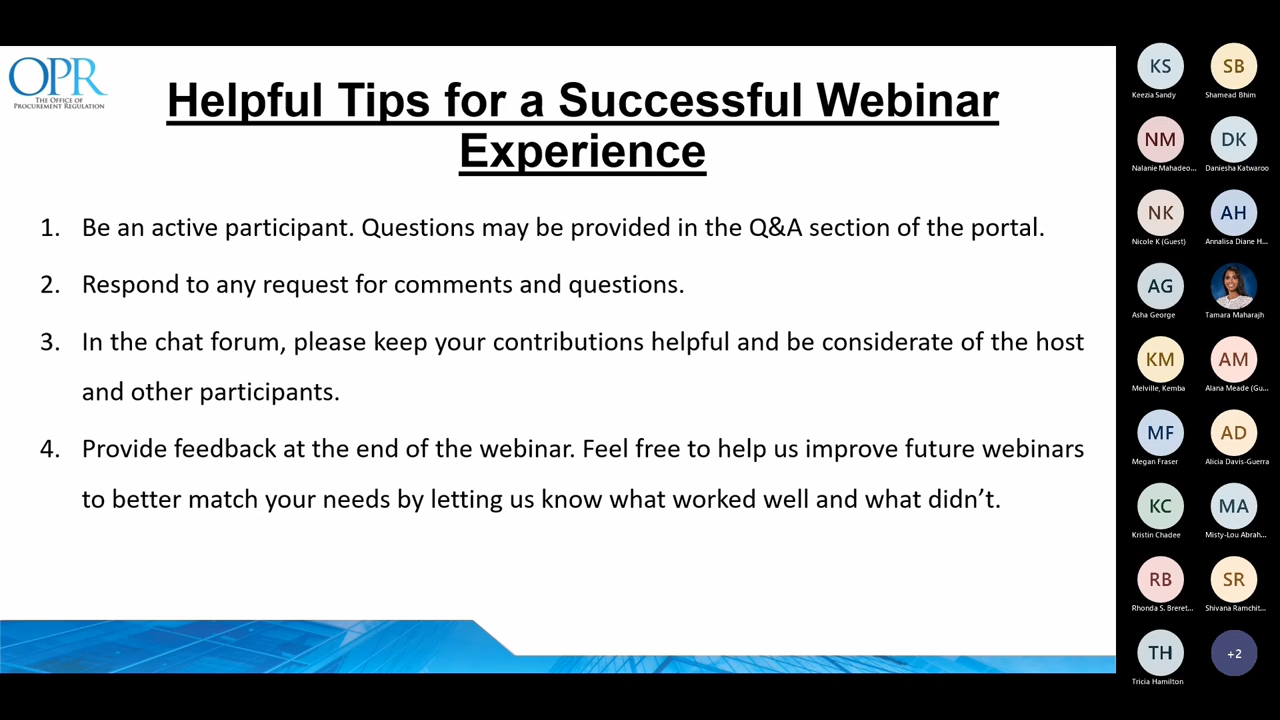 OPR
THE OFFICE OF
PROCUREMENT REGULATION
Helpful Tips for a Successful Webinar
Experience
1. Be an active participant. Questions may be provided in the Q&A section of the portal.
2. Respond to any request for comments and questions.
3. In the chat forum, please keep your contributions helpful and be considerate of the host
and other participants.
4. Provide feedback at the end of the webinar. Feel free to help us improve future webinars
to better match your needs by letting us know what worked well and what didn’t.
KS SB
Keezia Sandy Shamead Bhim
NM DK
Nalanie Mahadeo... Daniesha Katwaroo
NK AH
Nicole K (Guest) Annalisa Diane H...
AG
Asha George Tamara Maharajh
KM AM
Melville, Kemba Alana Meade (Gu...
MF AD
Megan Fraser Alicia Davis-Guerra
KC MA
Kristin Chadee Misty-Lou Abrah...
RB SR
Rhonda S. Breret... Shivana Ramchit...
TH +2
Tricia Hamilton